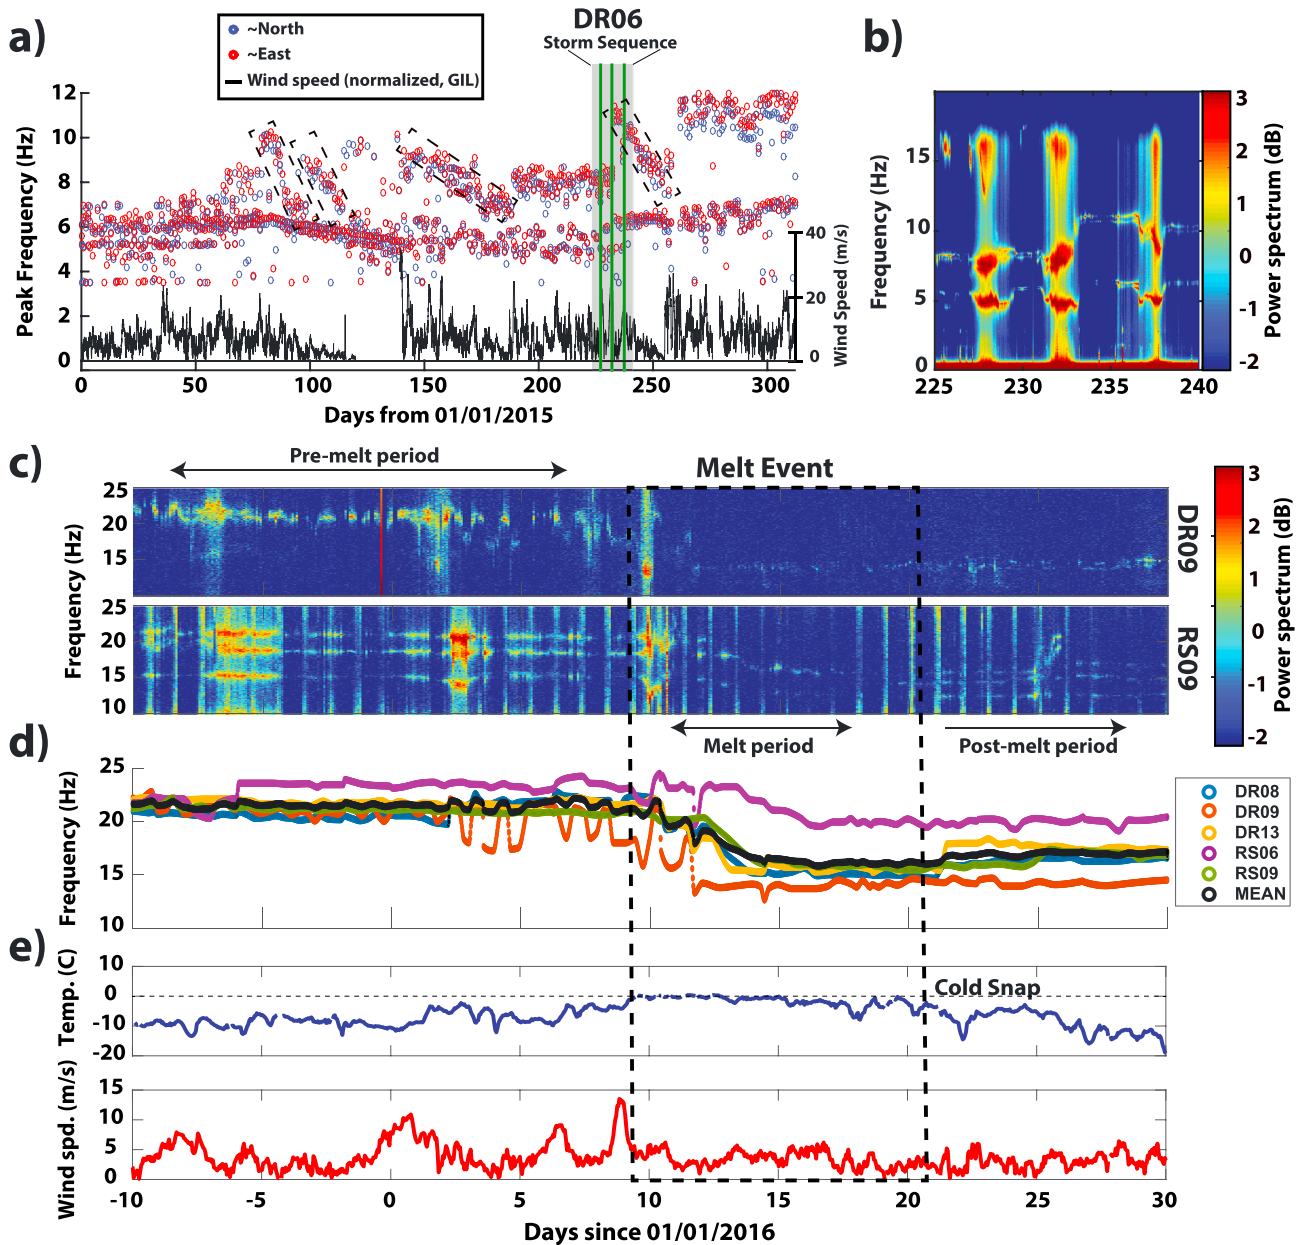 a)
~North
~East
Wind speed (normalized, GIL)
DR06
Storm Sequence
Peak Frequency (Hz)
12
10
8
6
4
2
0
40
20
0
Wind Speed (m/s)
0
50
100
150
200
250
300
Days from 01/01/2015
b)
Frequency (Hz)
15
10
5
0
225
230
235
240
3
2
1
0
-1
-2
Power spectrum (dB)
c)
Pre-melt period
Melt Event
Frequency (Hz)
25
20
15
DR09
Frequency (Hz)
25
20
15
10
RS09
3
2
1
0
-1
-2
Power spectrum (dB)
Melt period
Post-melt period
d)
Frequency (Hz)
25
20
15
10
DR08
DR09
DR13
RS06
RS09
MEAN
e)
Temp. (C)
10
0
-10
-20
Cold Snap
Wind spd. (m/s)
15
10
5
0
-10
-5
0
5
10
15
20
25
30
Days since 01/01/2016